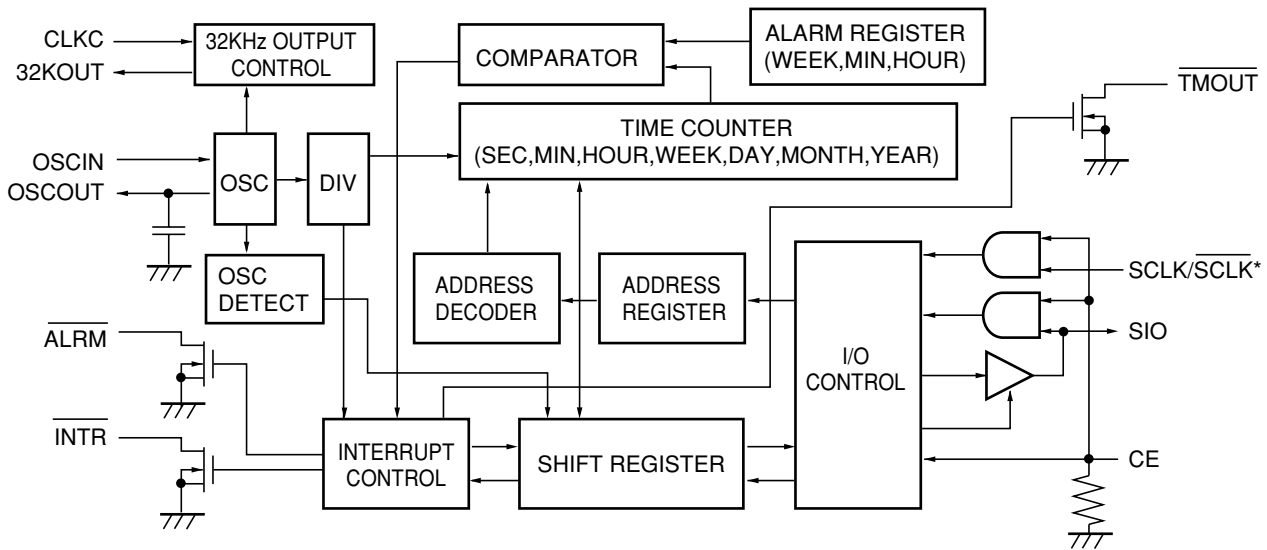 CLKC
32KOUT
32KHz OUTPUT
CONTROL
COMPARATOR
ALARM REGISTER
(WEEK,MIN,HOUR)
TMOUT
TIME COUNTER
(SEC,MIN,HOUR,WEEK,DAY,MONTH,YEAR)
OSCIN
OSCOUT
OSC
DIV
OSC
DETECT
ADDRESS
DECODER
ADDRESS
REGISTER
I/O
CONTROL
SCLK/SCLK*
SIO
ALRM
INTR
INTERRUPT
CONTROL
SHIFT REGISTER
CE